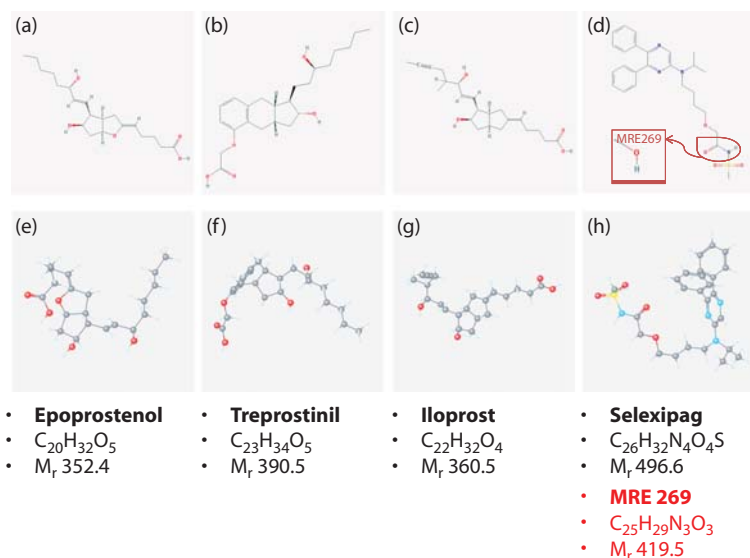 (a)
(b)
(c)
(d)
MRE269
(e)
(f)
(g)
(h)
• Epoprostenol
• C₂₀H₃₂O₅
• Mᵣ 352.4
• Treprostinil
• C₂₃H₃₄O₅
• Mᵣ 390.5
• Iloprost
• C₂₂H₃₂O₄
• Mᵣ 360.5
• Selexipag
• C₂₆H₃₂N₄O₄S
• Mᵣ 496.6
• MRE 269
• C₂₅H₂₉N₃O₃
• Mᵣ 419.5